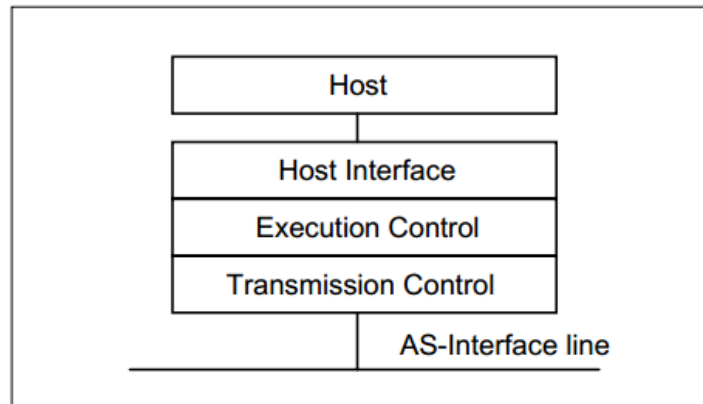 Host
Host Interface
Execution Control
Transmission Control
AS-Interface line